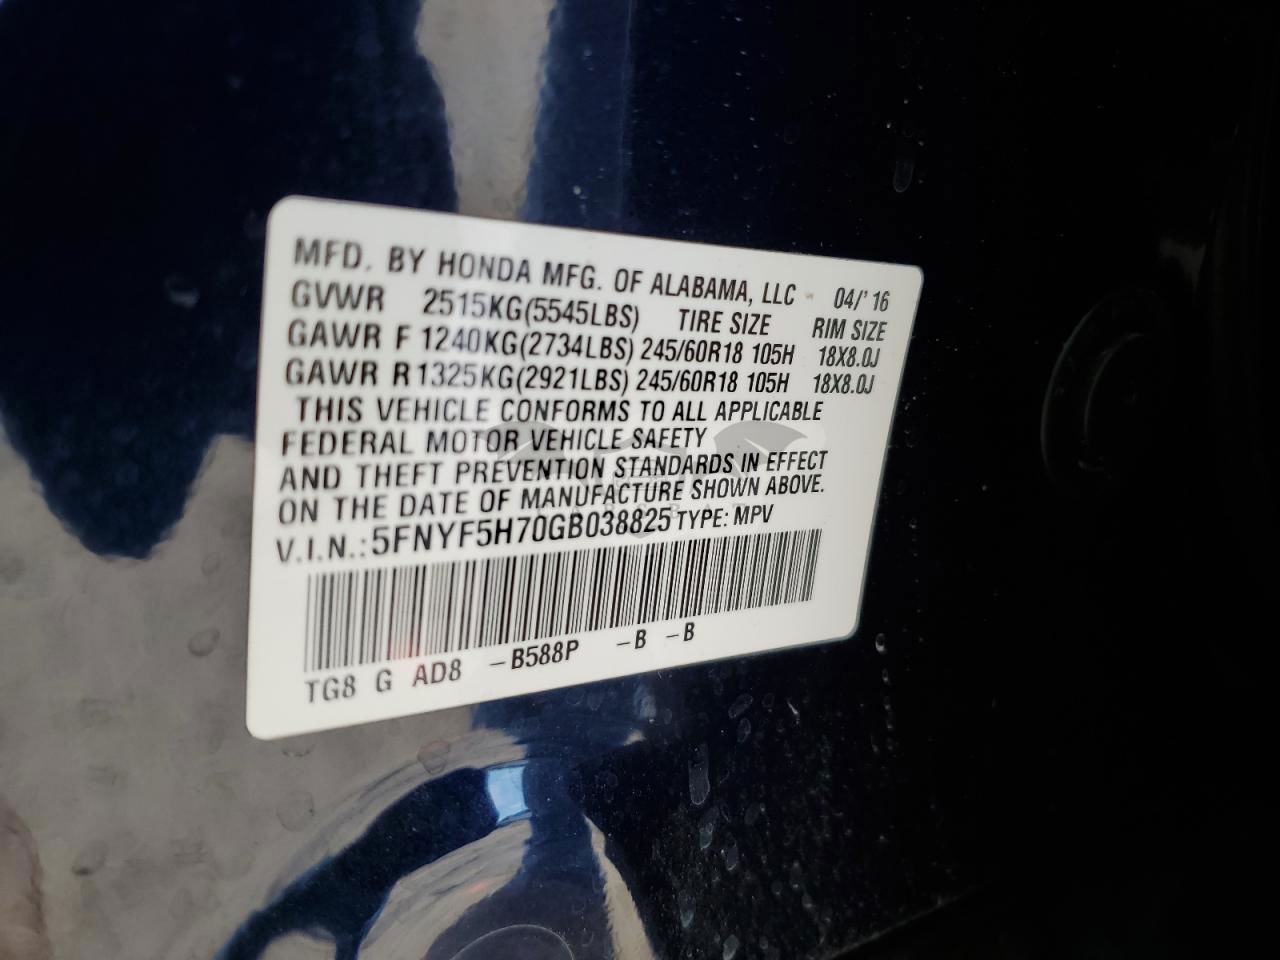 MFD. BY HONDA MFG. OF ALABAMA, LLC 04/'16
GVWR 2515KG(5545LBS) TIRE SIZE RIM SIZE
GAWR F 1240KG(2734LBS) 245/60R18 105H 18X8.0J
GAWR R 1325KG(2921LBS) 245/60R18 105H 18X8.0J
THIS VEHICLE CONFORMS TO ALL APPLICABLE
FEDERAL MOTOR VEHICLE SAFETY
AND THEFT PREVENTION STANDARDS IN EFFECT
ON THE DATE OF MANUFACTURE SHOWN ABOVE.
V.I.N.: 5FNYF5H70GB038825 TYPE: MPV
TG8 G AD8 -B588P -B -B